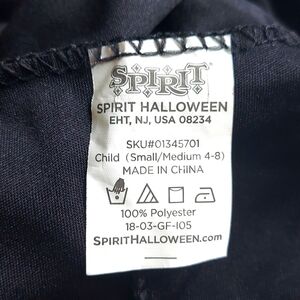 SPIRIT
SPIRIT HALLOWEEN
EHT, NJ, USA 08234
SKU#01345701
Child (Small/Medium 4-8)
MADE IN CHINA
100% Polyester
18-03-GF-I05
SPIRITHALLOWEEN.com